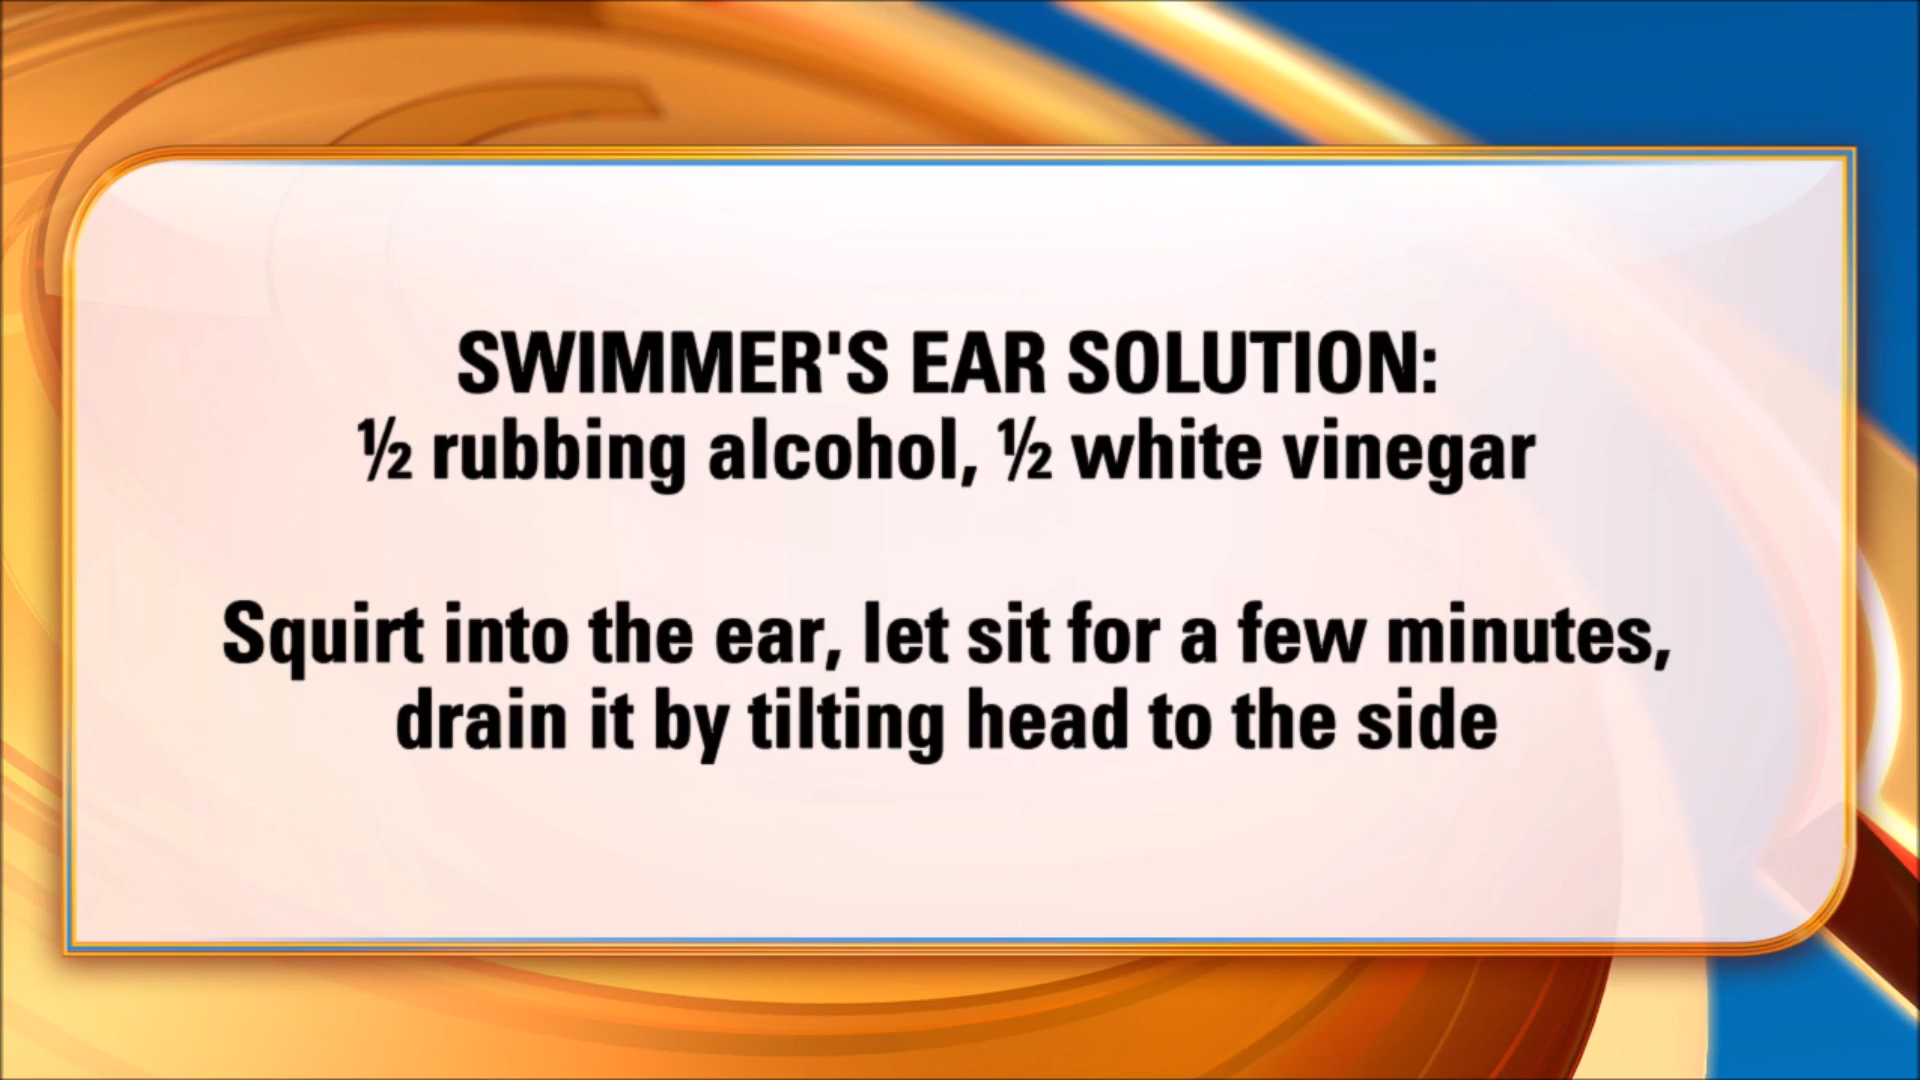 SWIMMER'S EAR SOLUTION:
½ rubbing alcohol, ½ white vinegar
Squirt into the ear, let sit for a few minutes,
drain it by tilting head to the side